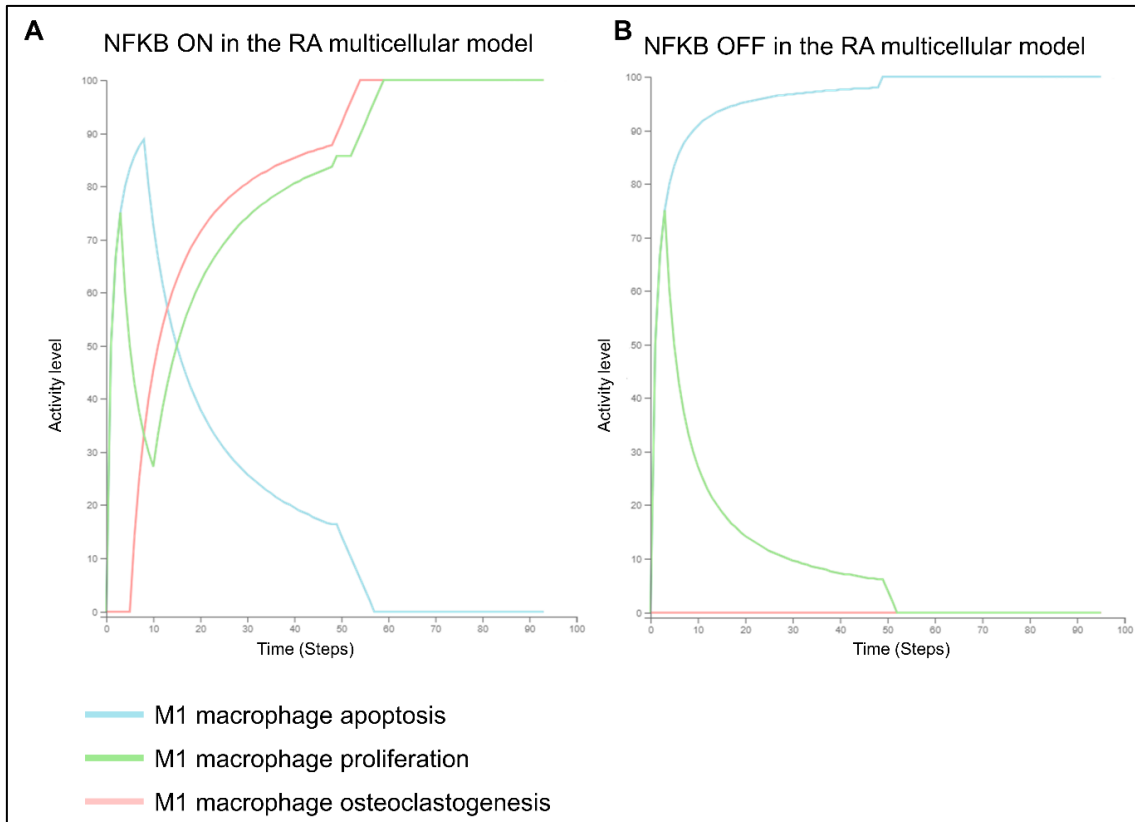 A
NFKB ON in the RA multicellular model
100
90
80
70
60
50
40
30
20
10
0
Activity level
0 10 20 30 40 50 60 70 80 90 100
Time (Steps)
B
NFKB OFF in the RA multicellular model
100
90
80
70
60
50
40
30
20
10
0
Activity level
0 10 20 30 40 50 60 70 80 90 100
Time (Steps)
M1 macrophage apoptosis
M1 macrophage proliferation
M1 macrophage osteoclastogenesis